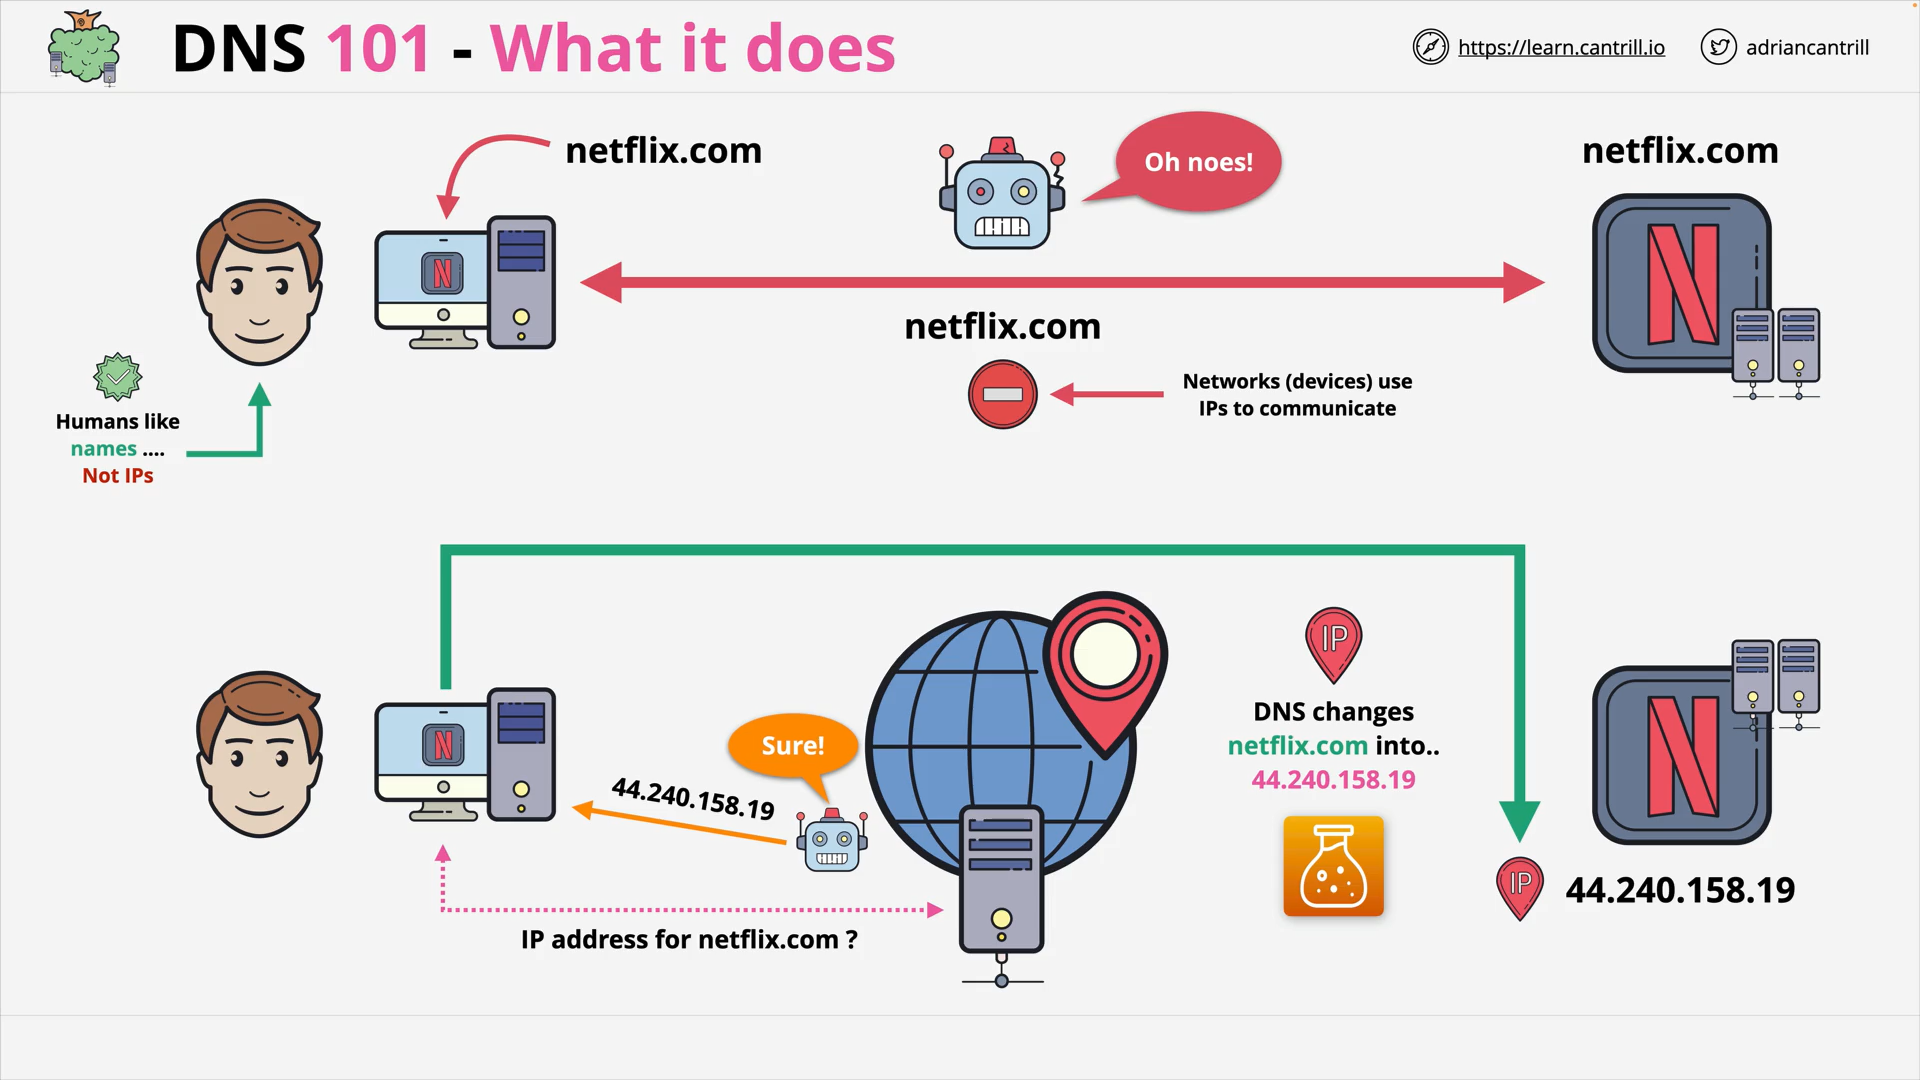 DNS 101 - What it does
https://learn.cantrill.io
adriancantrill
netflix.com
Oh noes!
netflix.com
netflix.com
Networks (devices) use
IPs to communicate
Humans like
names ....
Not IPs
N
N
IP
DNS changes
netflix.com into..
44.240.158.19
Sure!
44.240.158.19
IP address for netflix.com ?
N
N
IP
44.240.158.19